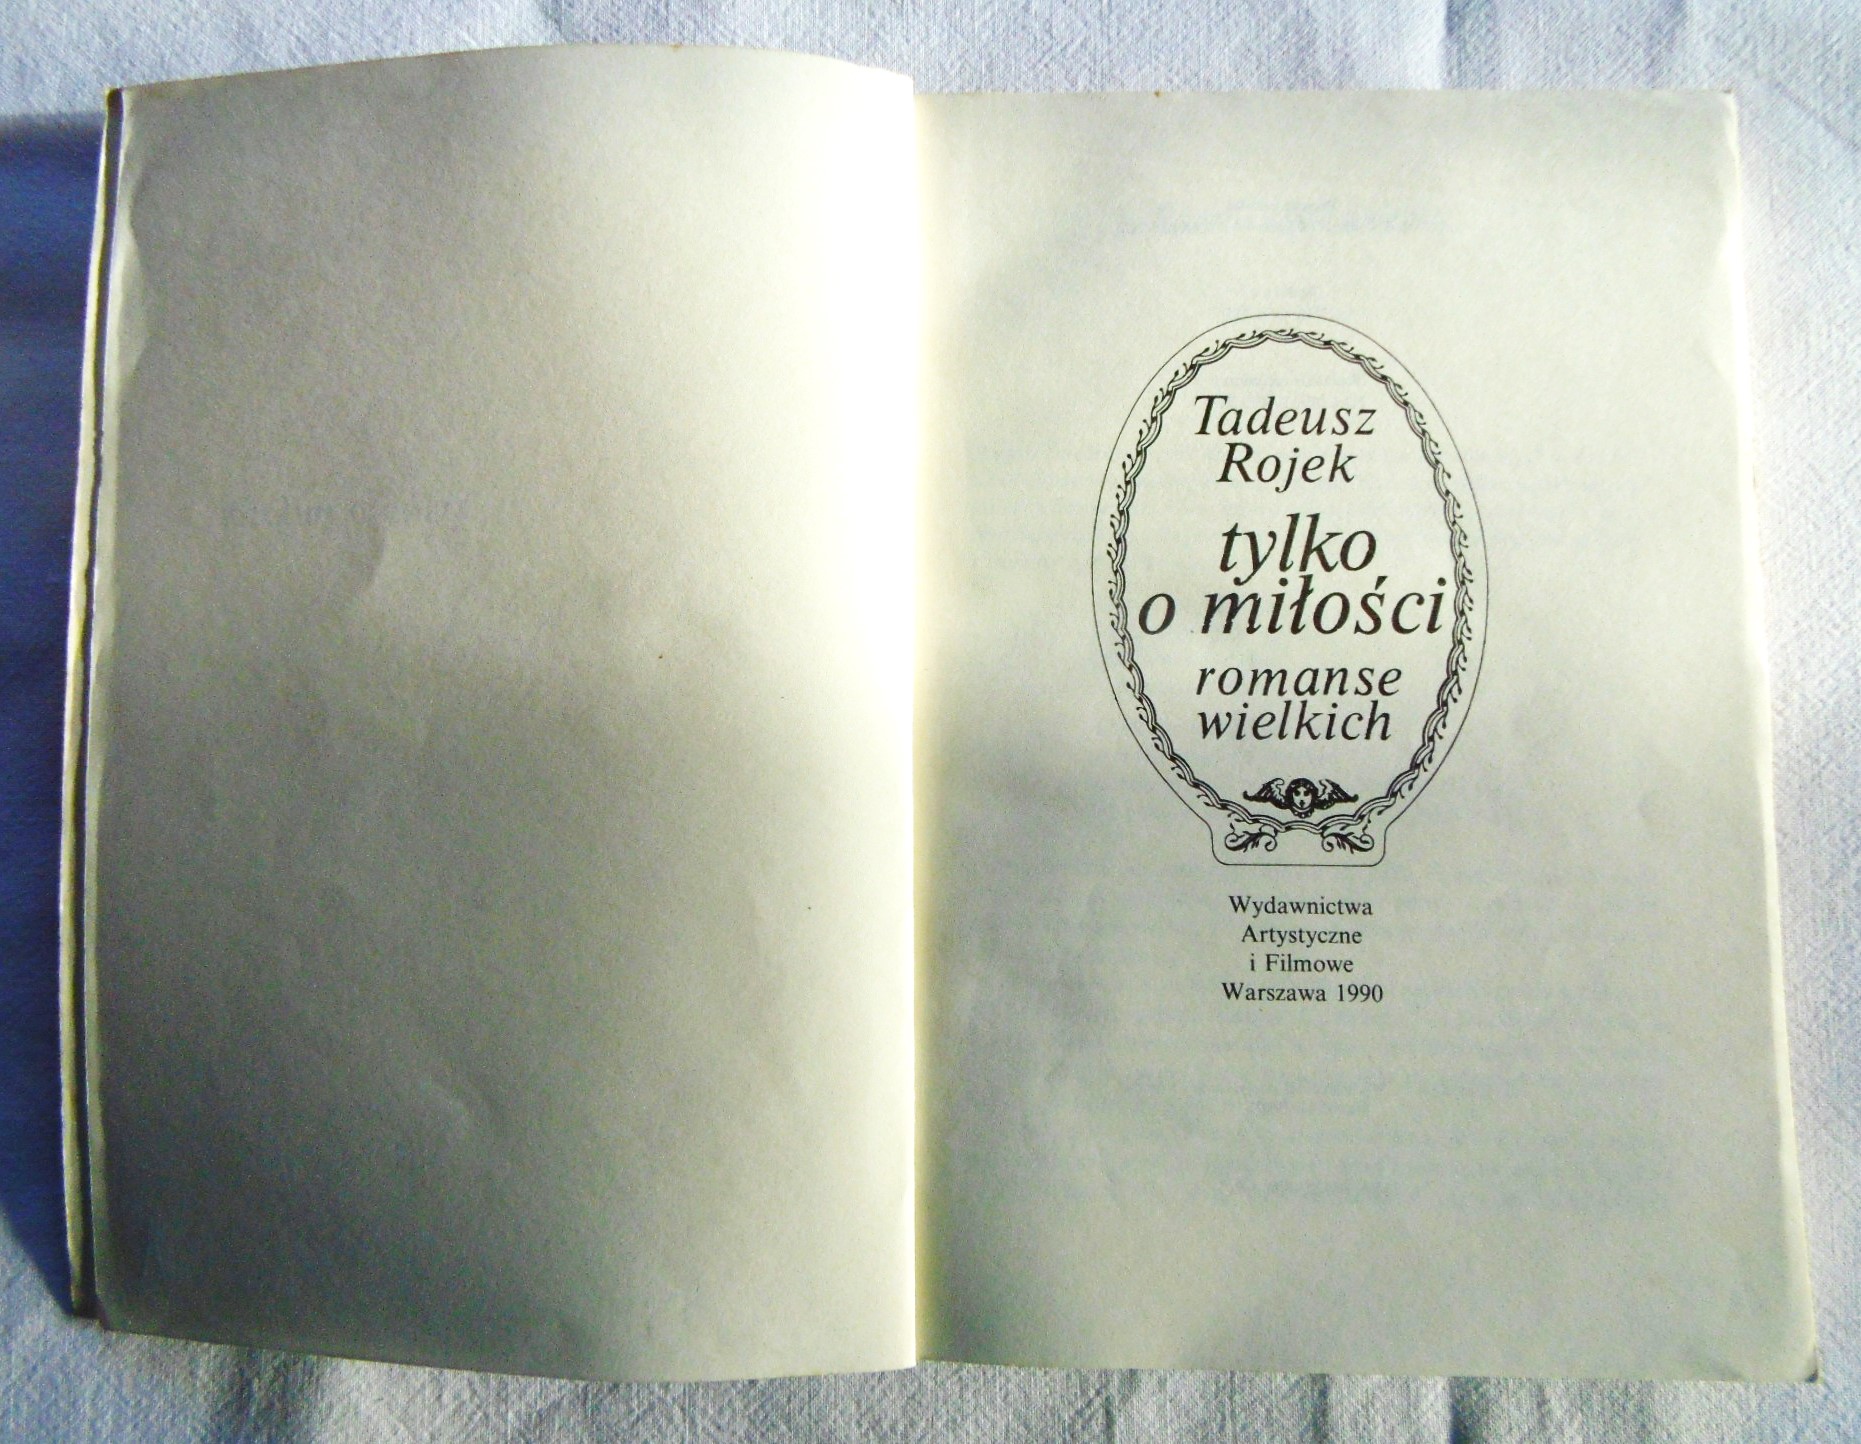 Tadeusz
Rojek
tylko
o miłości
romanse
wielkich
Wydawnictwa
Artystyczne
i Filmowe
Warszawa 1990